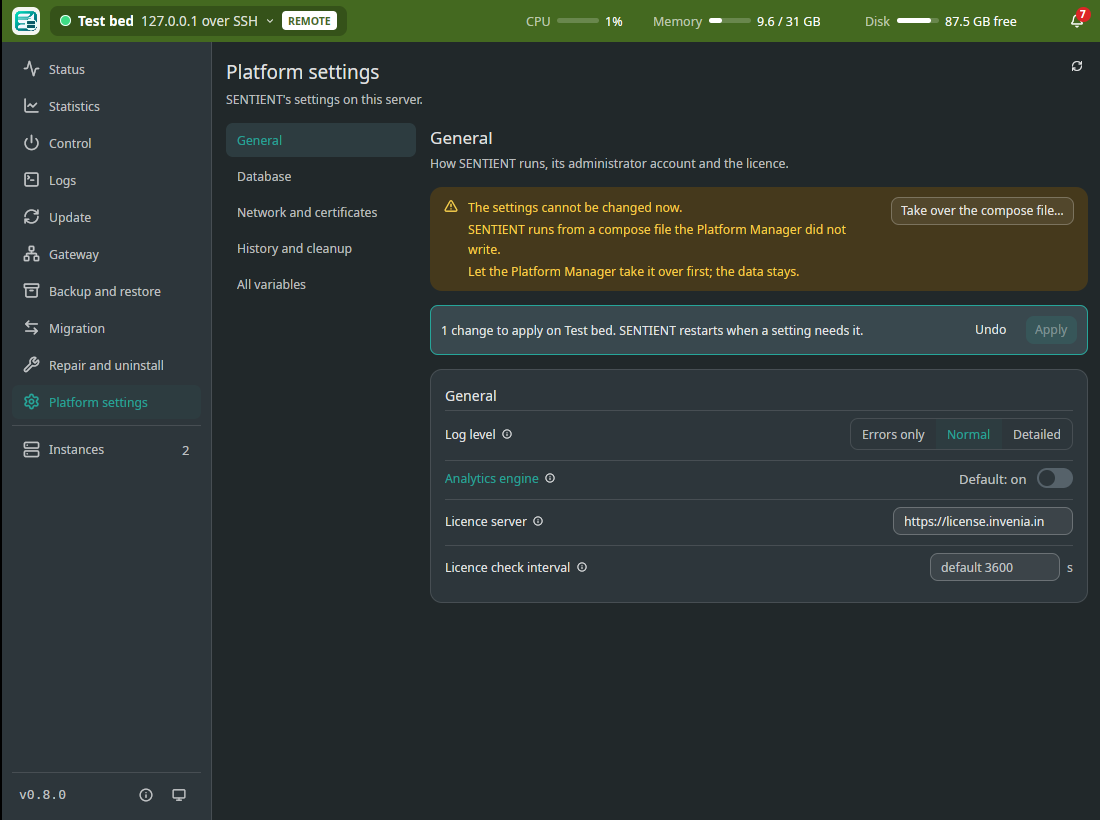 Test bed 127.0.0.1 over SSH REMOTE
CPU 1% Memory 9.6 / 31 GB Disk 87.5 GB free 7
Status
Statistics
Control
Logs
Update
Gateway
Backup and restore
Migration
Repair and uninstall
Platform settings
Instances 2
v0.8.0
Platform settings
SENTIENT's settings on this server.
General
Database
Network and certificates
History and cleanup
All variables
General
How SENTIENT runs, its administrator account and the licence.
The settings cannot be changed now.
SENTIENT runs from a compose file the Platform Manager did not
write.
Let the Platform Manager take it over first; the data stays.
Take over the compose file...
1 change to apply on Test bed. SENTIENT restarts when a setting needs it. Undo Apply
General
Log level Errors only Normal Detailed
Analytics engine Default: on
Licence server https://license.invenia.in
Licence check interval default 3600 s